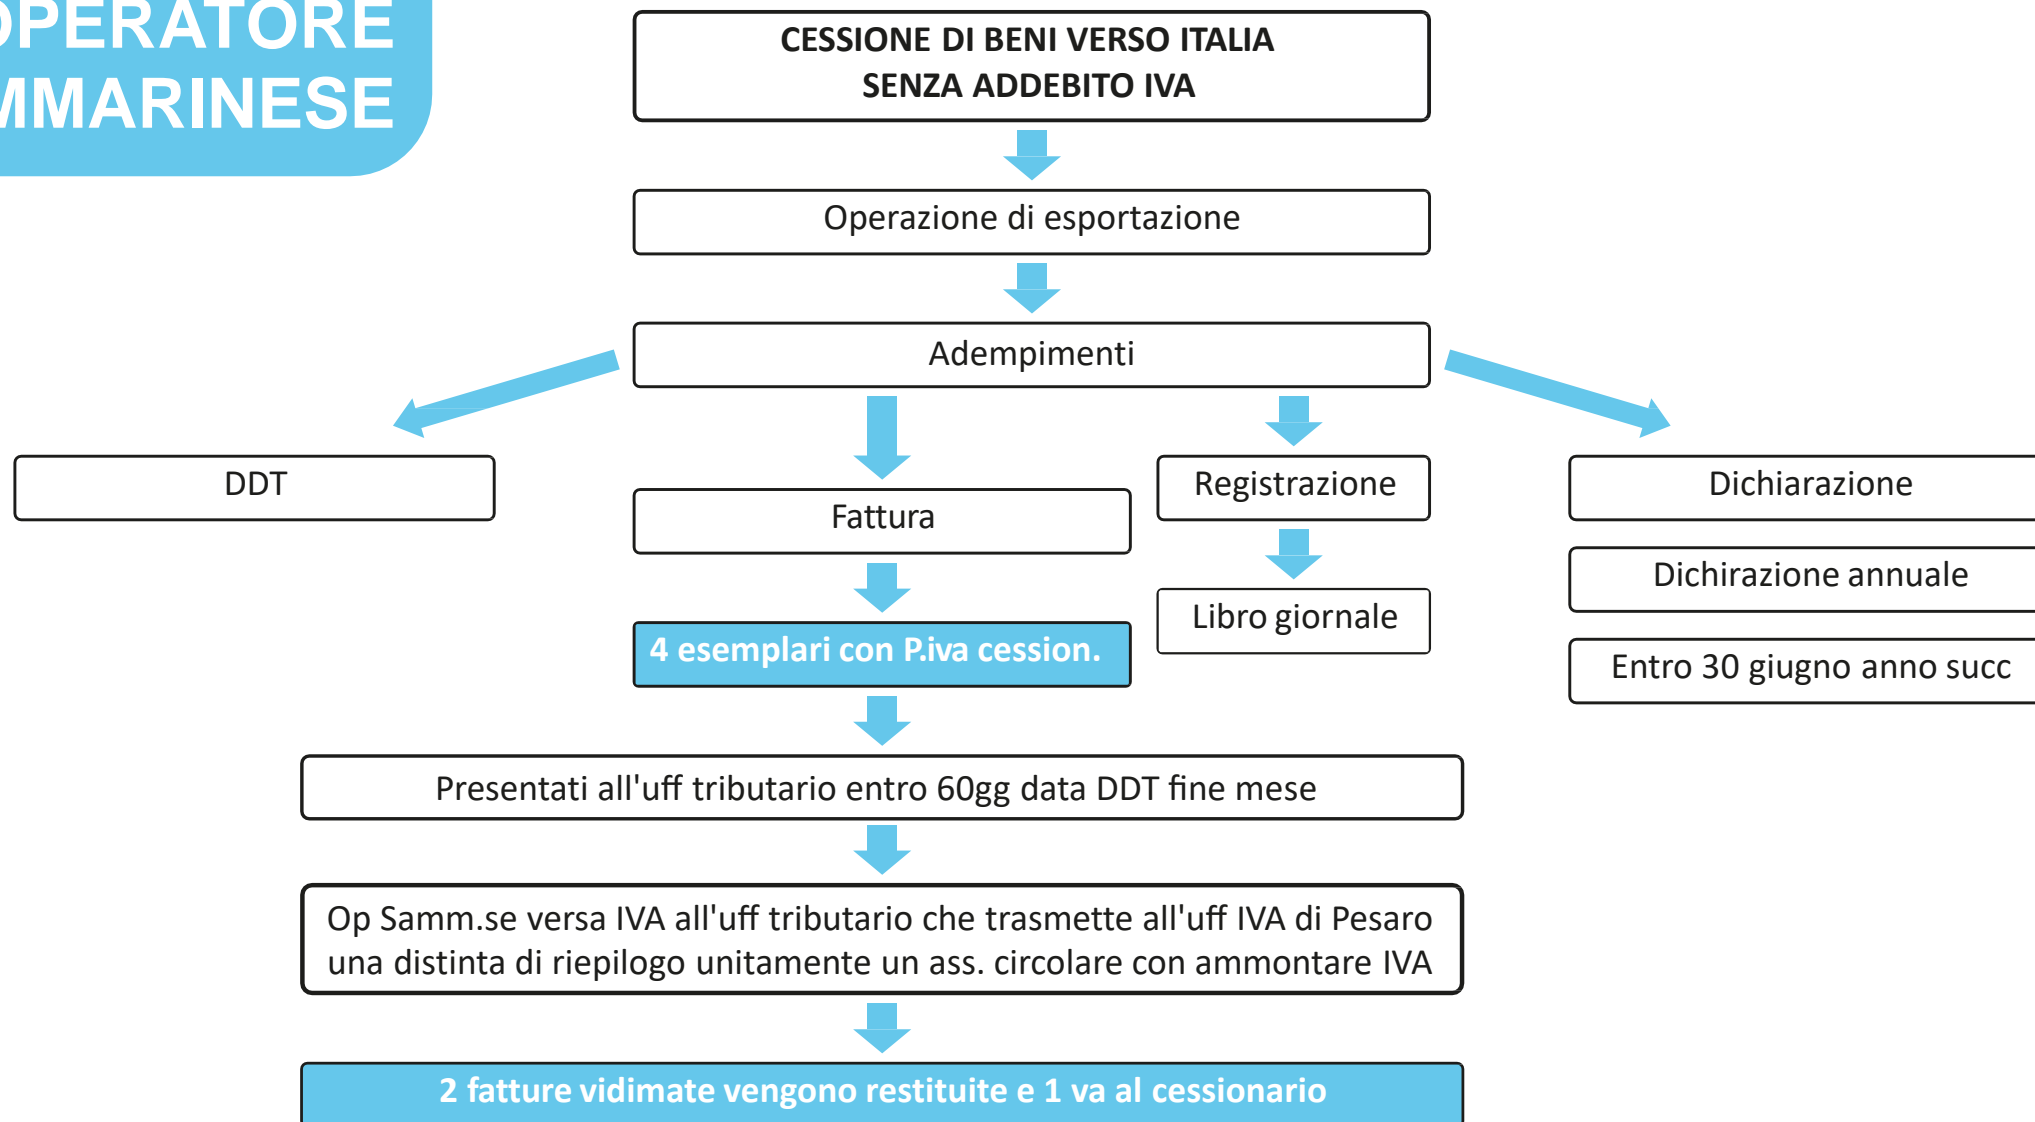 OPERATORE
MMARINESE
CESSIONE DI BENI VERSO ITALIA
SENZA ADDEBITO IVA
Operazione di esportazione
Adempimenti
DDT
Fattura
Registrazione
Dichiarazione
Dichirazione annuale
Libro giornale
4 esemplari con P.iva cession.
Entro 30 giugno anno succ
Presentati all'uff tributario entro 60gg data DDT fine mese
Op Samm.se versa IVA all'uff tributario che trasmette all'uff IVA di Pesaro
una distinta di riepilogo unitamente un ass. circolare con ammontare IVA
2 fatture vidimate vengono restituite e 1 va al cessionario